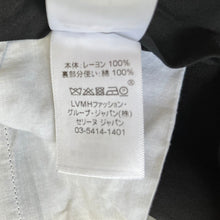 本体：レーヨン 100%
裏部分使い：綿 100%
LVMHファッション・
グループ・ジャパン(株)
セリーヌ ジャパン
03-5414-1401